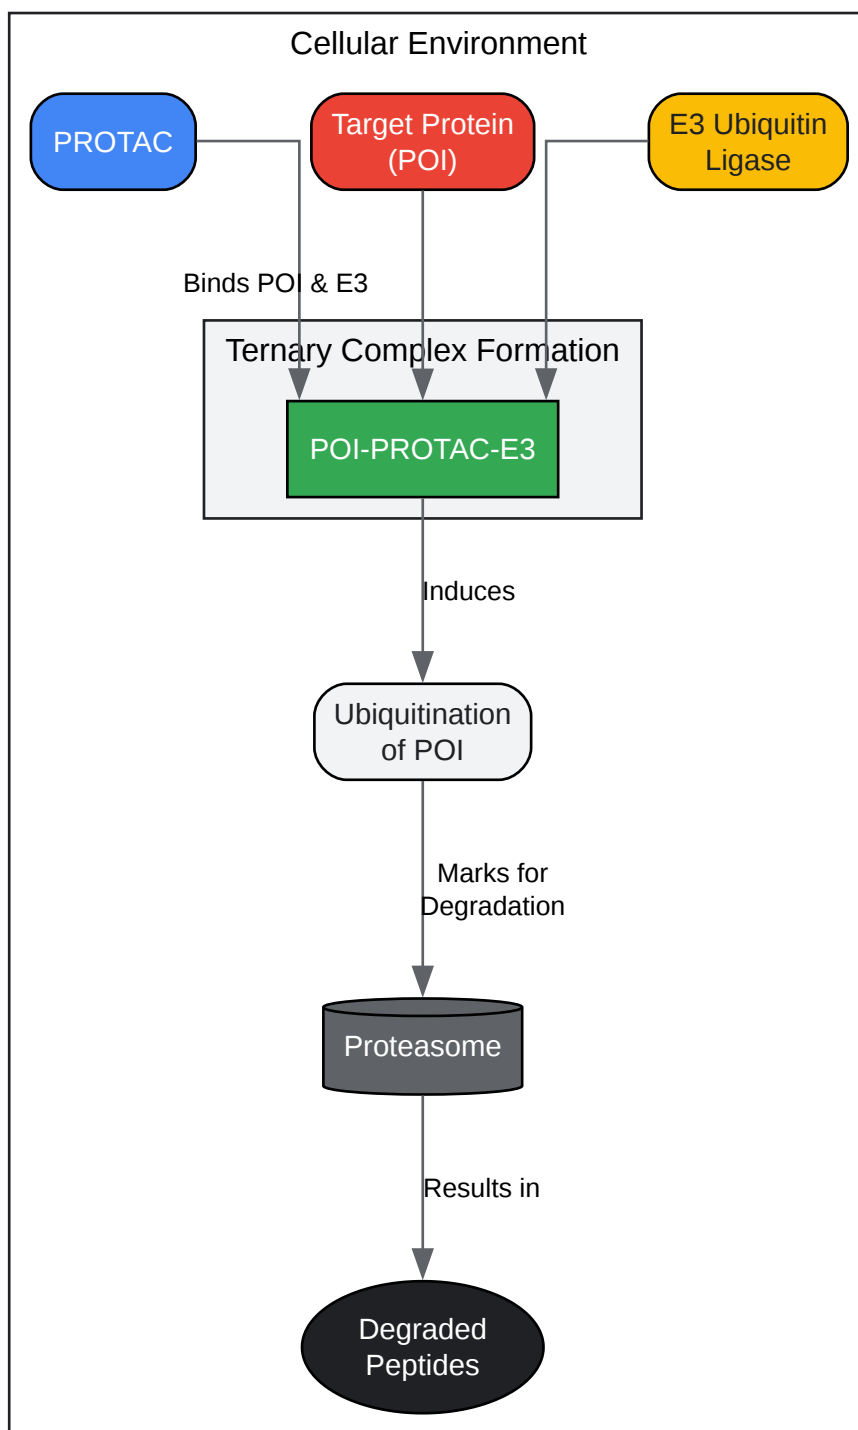 Cellular Environment
PROTAC
Target Protein
(POI)
E3 Ubiquitin
Ligase
Binds POI & E3
Ternary Complex Formation
POI-PROTAC-E3
Induces
Ubiquitination
of POI
Marks for
Degradation
Proteasome
Results in
Degraded
Peptides